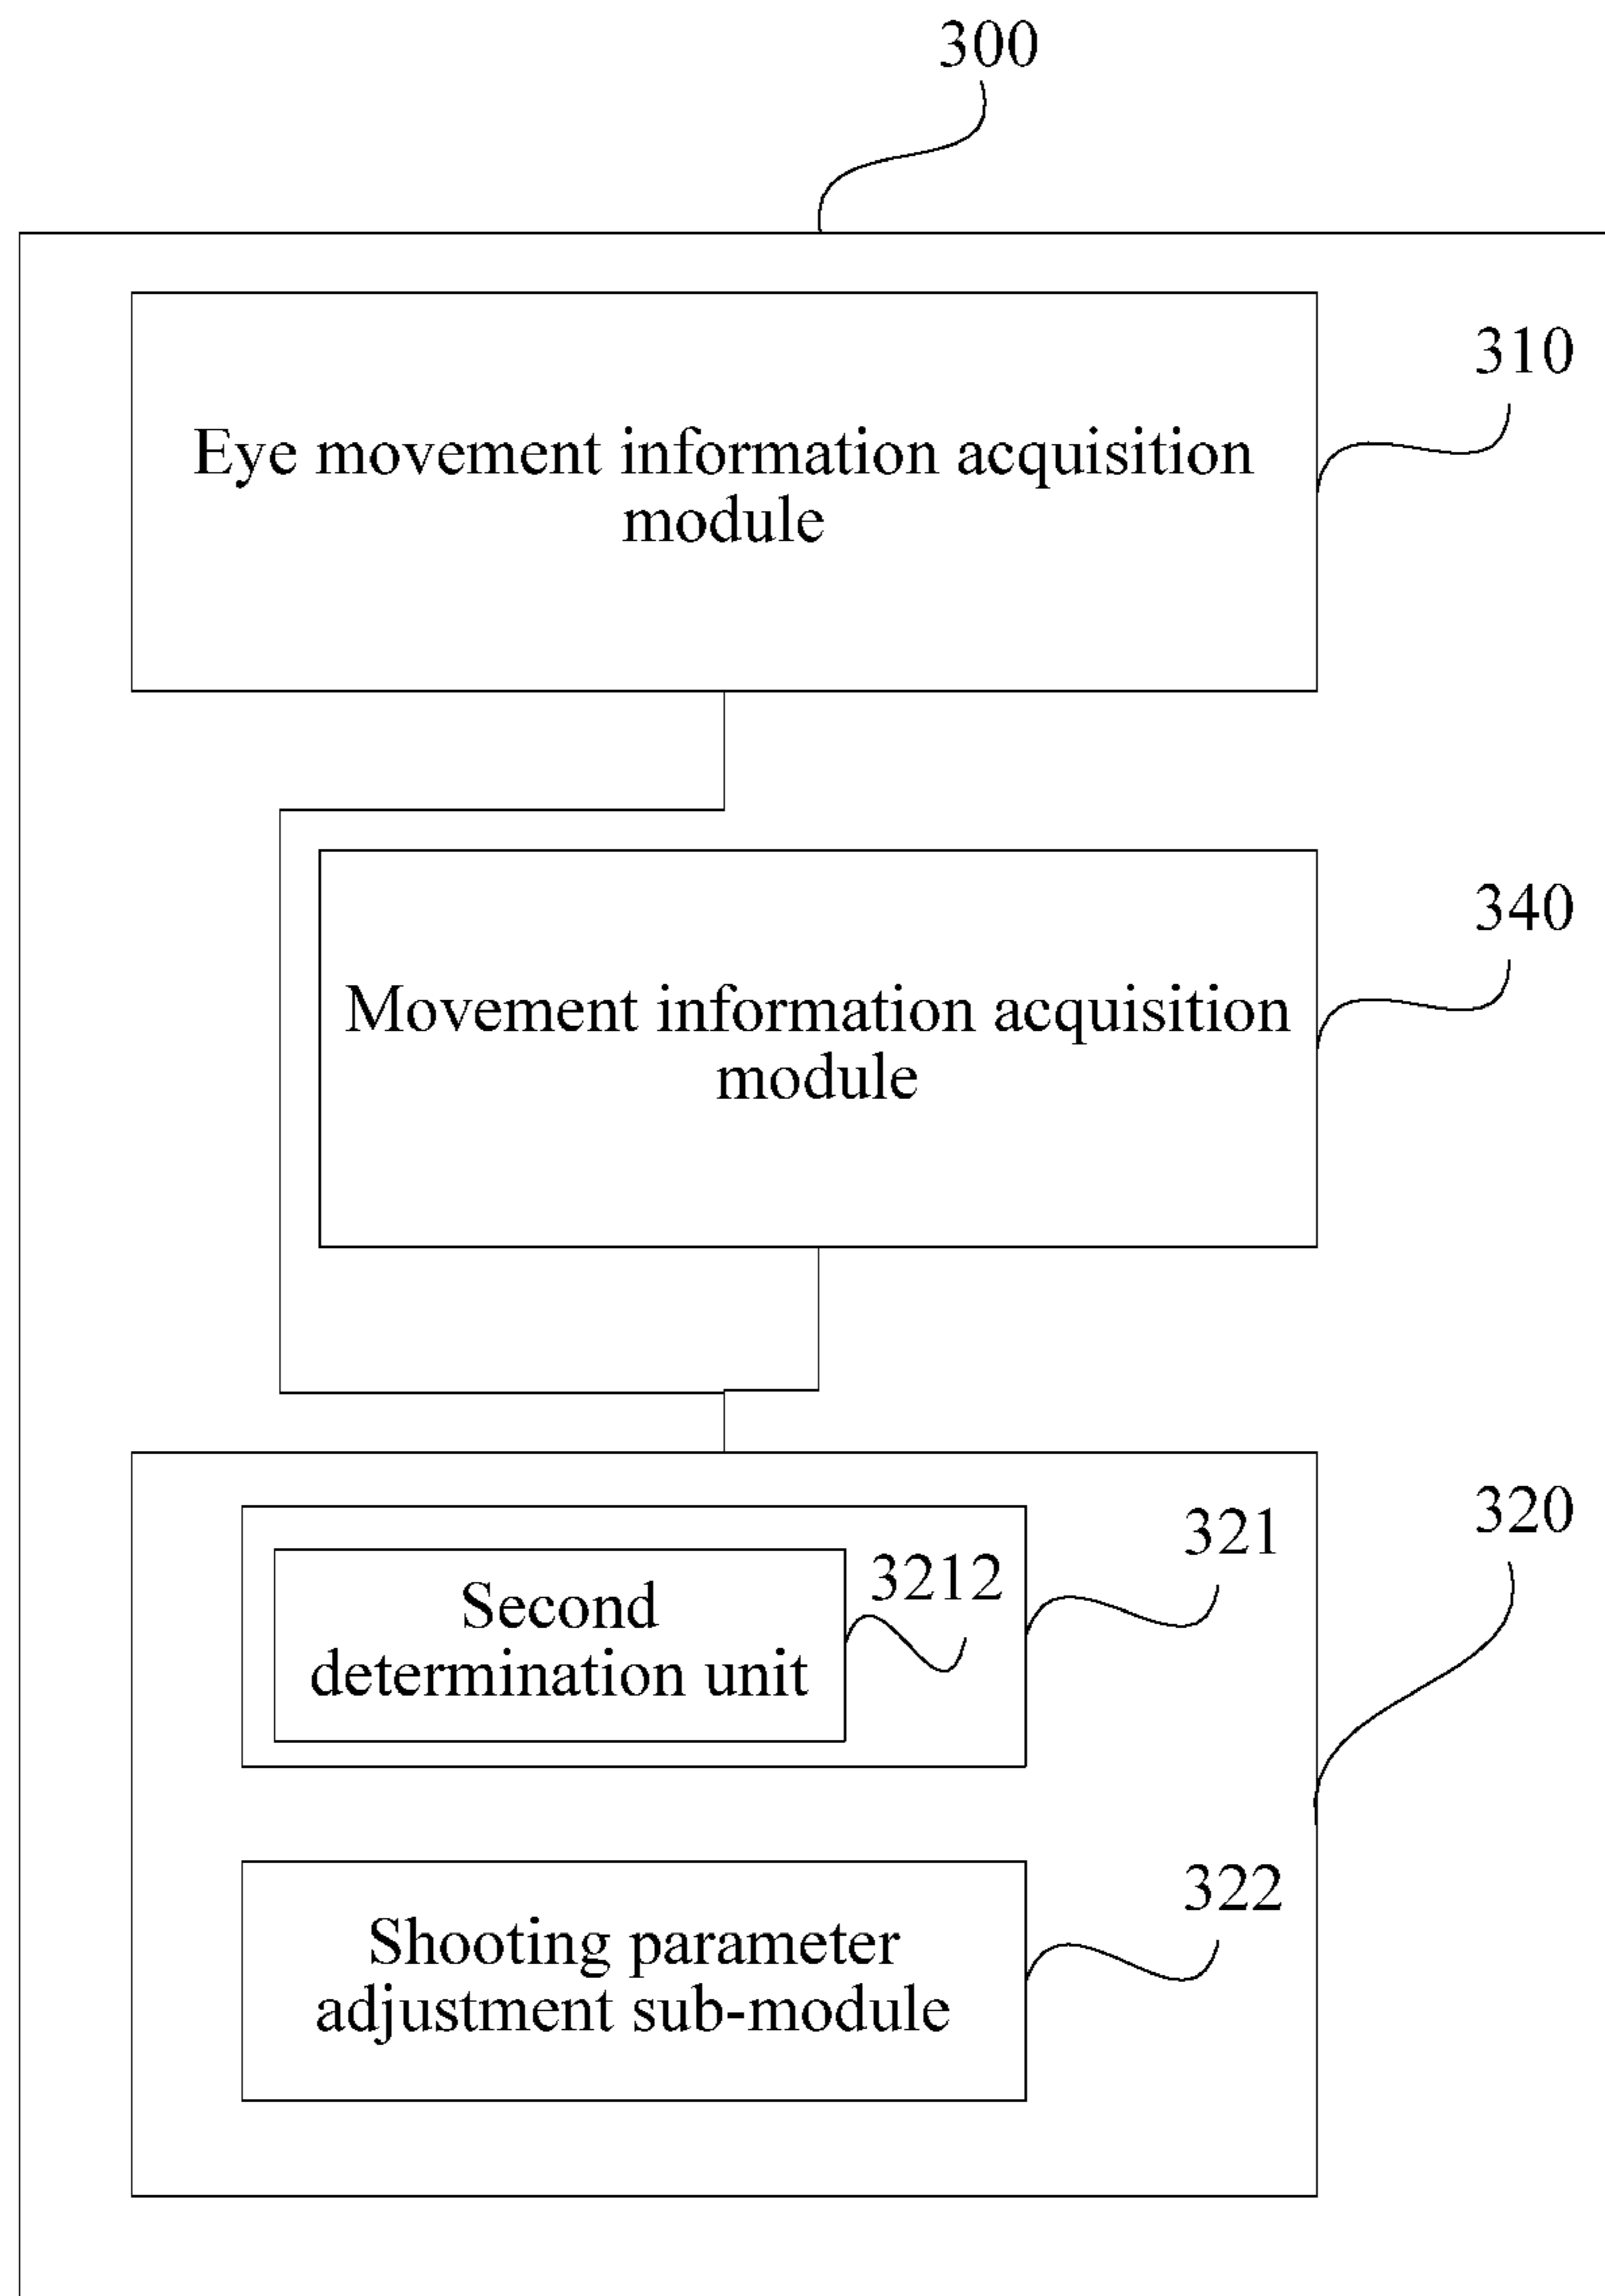 300
310
Eye movement information acquisition
module
340
Movement information acquisition
module
320
321
3212
Second
determination unit
322
Shooting parameter
adjustment sub-module